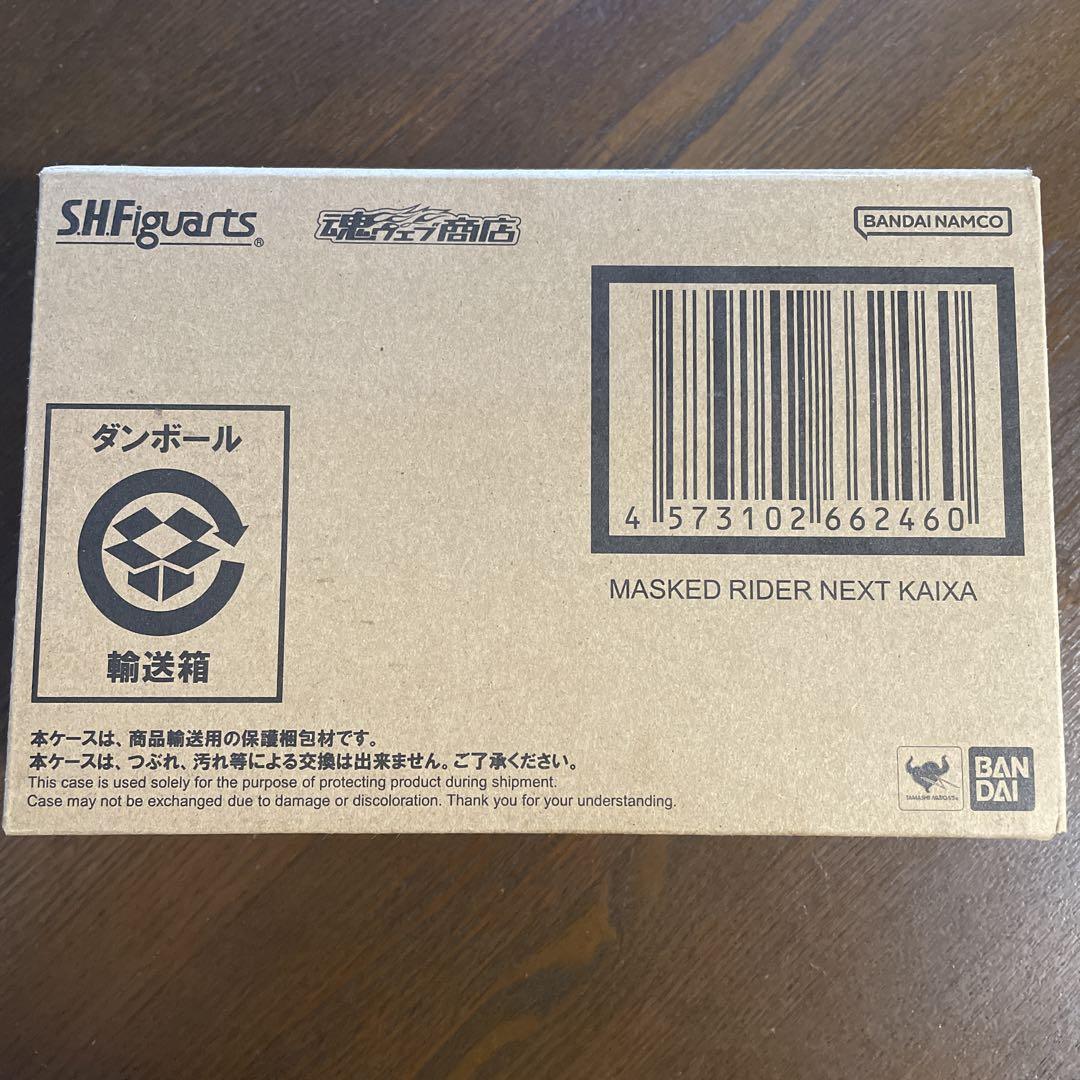 S.H.Figuarts®
魂ウェブ商店
BANDAI NAMCO
4 573102 662460
MASKED RIDER NEXT KAIXA
ダンボール
輸送箱
本ケースは、商品輸送用の保護梱包材です。
本ケースは、つぶれ、汚れ等による交換は出来ません。ご了承ください。
This case is used solely for the purpose of protecting product during shipment.
Case may not be exchanged due to damage or discoloration. Thank you for your understanding.
TAMASHII NATIONS®
BAN
DAI